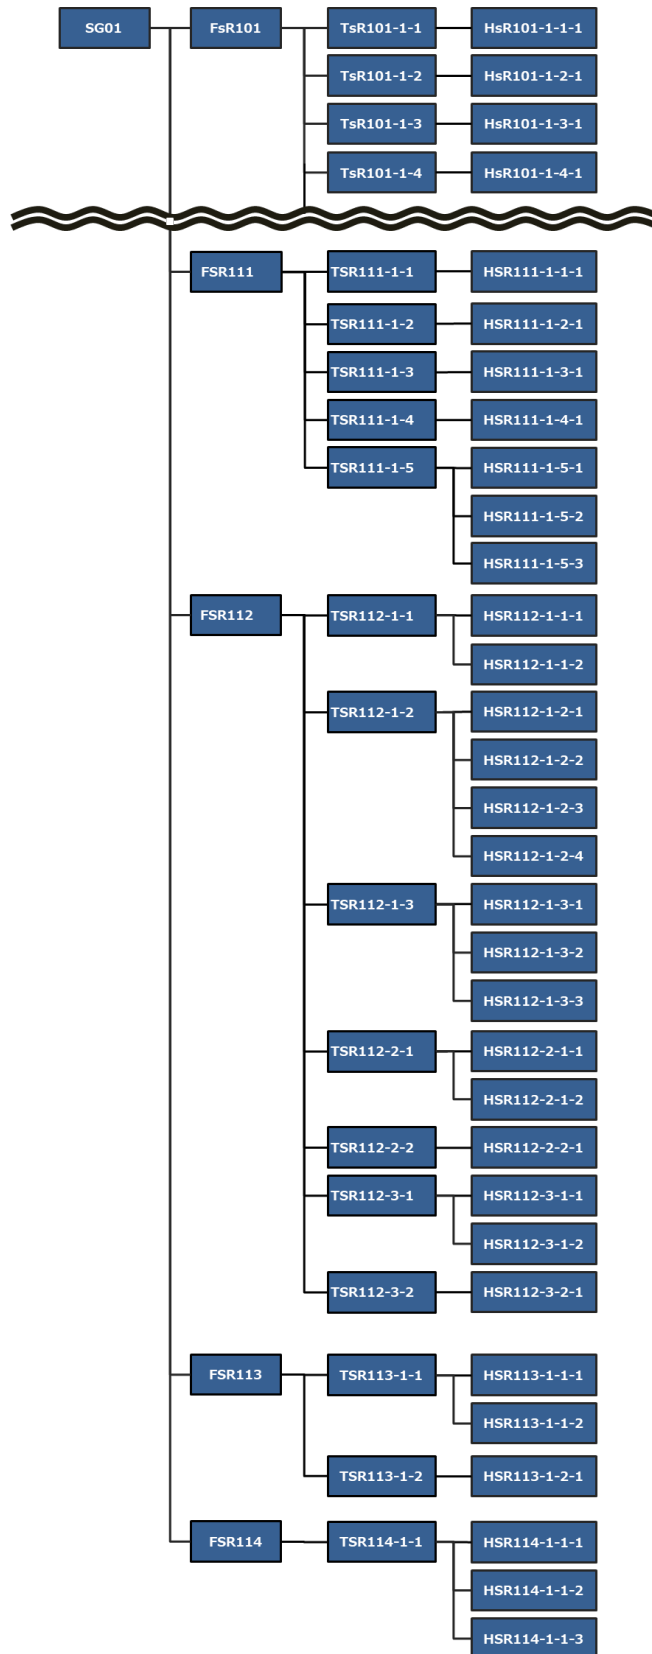 SG01 FsR101 TsR101-1-1 HsR101-1-1-1
TsR101-1-2 HsR101-1-2-1
TsR101-1-3 HsR101-1-3-1
TsR101-1-4 HsR101-1-4-1
FSR111 TSR111-1-1 HSR111-1-1-1
TSR111-1-2 HSR111-1-2-1
TSR111-1-3 HSR111-1-3-1
TSR111-1-4 HSR111-1-4-1
TSR111-1-5 HSR111-1-5-1
HSR111-1-5-2
HSR111-1-5-3
FSR112 TSR112-1-1 HSR112-1-1-1
HSR112-1-1-2
TSR112-1-2 HSR112-1-2-1
HSR112-1-2-2
HSR112-1-2-3
HSR112-1-2-4
TSR112-1-3 HSR112-1-3-1
HSR112-1-3-2
HSR112-1-3-3
TSR112-2-1 HSR112-2-1-1
HSR112-2-1-2
TSR112-2-2 HSR112-2-2-1
TSR112-3-1 HSR112-3-1-1
HSR112-3-1-2
TSR112-3-2 HSR112-3-2-1
FSR113 TSR113-1-1 HSR113-1-1-1
HSR113-1-1-2
TSR113-1-2 HSR113-1-2-1
FSR114 TSR114-1-1 HSR114-1-1-1
HSR114-1-1-2
HSR114-1-1-3